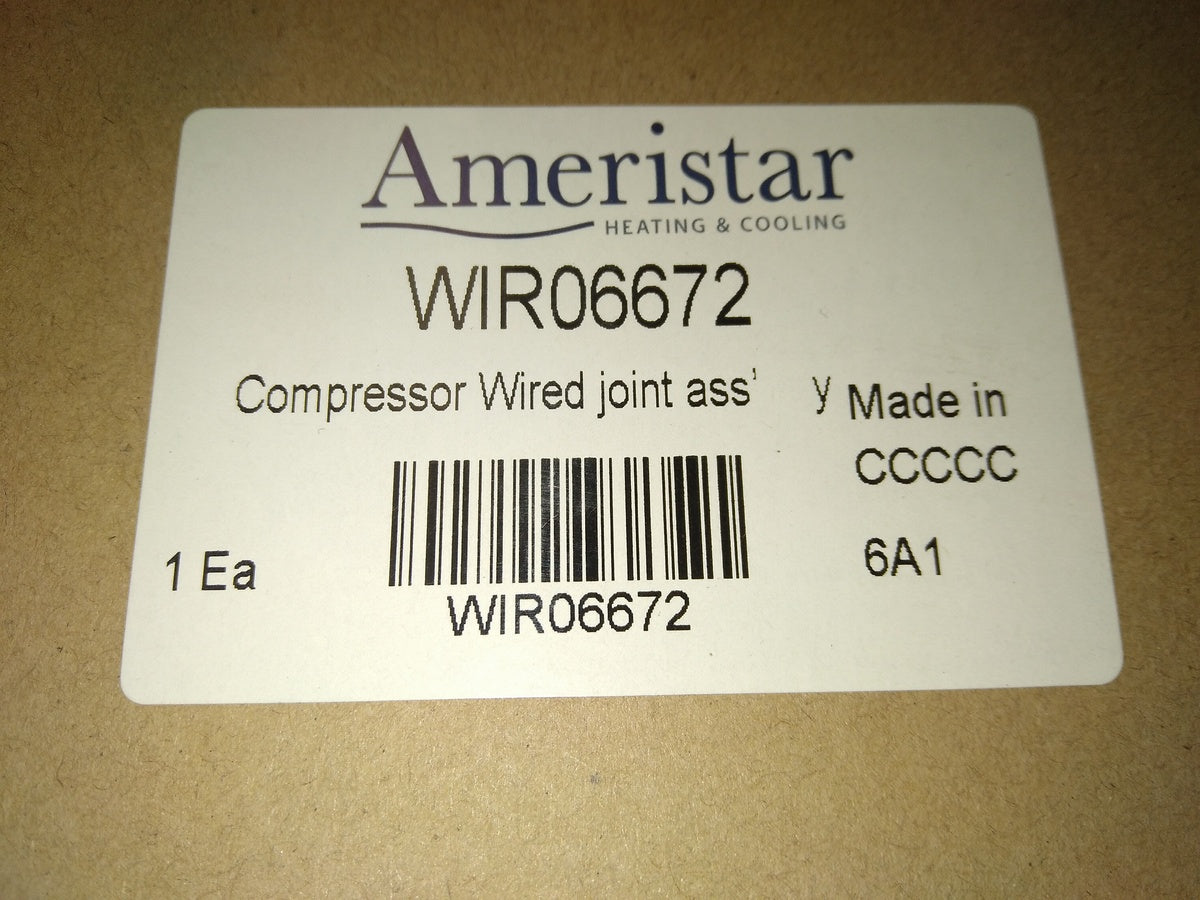 Ameristar
HEATING & COOLING
WIR06672
Compressor Wired joint ass' y
Made in
CCCCC
1 Ea
6A1
WIR06672